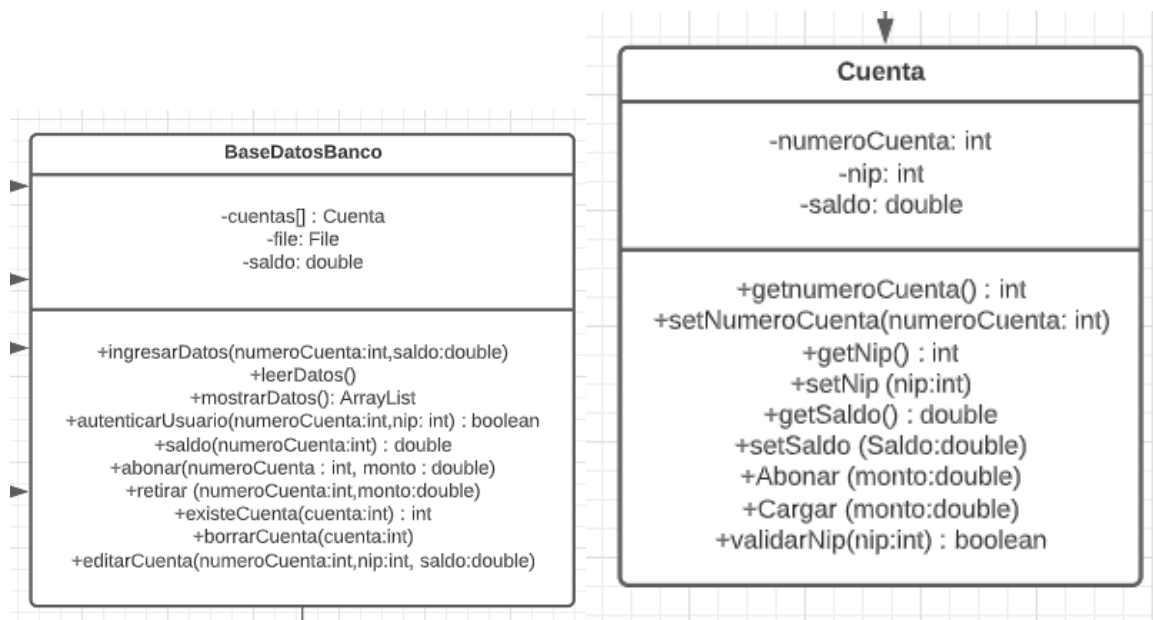 BaseDatosBanco
-cuentas[] : Cuenta
-file: File
-saldo: double
+ingresarDatos(numeroCuenta:int,saldo:double)
+leerDatos()
+mostrarDatos(): ArrayList
+autenticarUsuario(numeroCuenta:int,nip: int) : boolean
+saldo(numeroCuenta:int) : double
+abonar(numeroCuenta : int, monto : double)
+retirar (numeroCuenta:int,monto:double)
+existeCuenta(cuenta:int) : int
+borrarCuenta(cuenta:int)
+editarCuenta(numeroCuenta:int,nip:int, saldo:double)
Cuenta
-numeroCuenta: int
-nip: int
-saldo: double
+getnumeroCuenta() : int
+setNumeroCuenta(numeroCuenta: int)
+getNip() : int
+setNip (nip:int)
+getSaldo() : double
+setSaldo (Saldo:double)
+Abonar (monto:double)
+Cargar (monto:double)
+validarNip(nip:int) : boolean